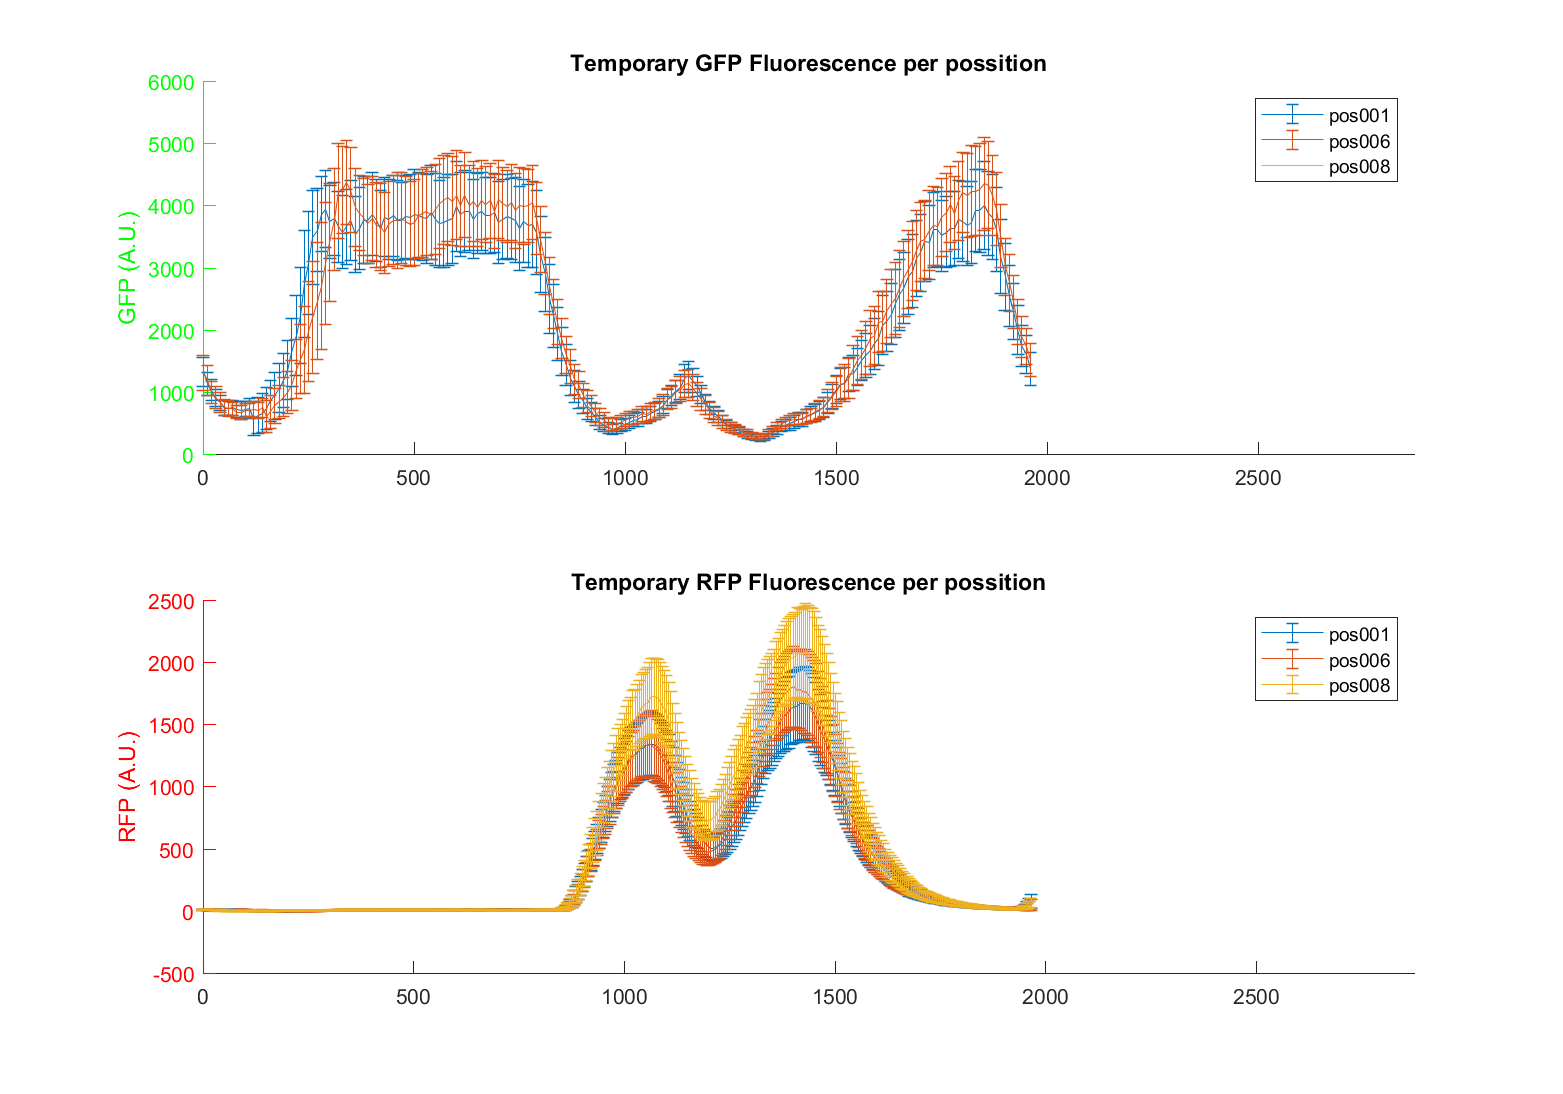 Temporary GFP Fluorescence per possition
GFP (A.U.)
6000
5000
4000
3000
2000
1000
0
0 500 1000 1500 2000 2500
pos001
pos006
pos008
Temporary RFP Fluorescence per possition
RFP (A.U.)
2500
2000
1500
1000
500
0
-500
0 500 1000 1500 2000 2500
pos001
pos006
pos008